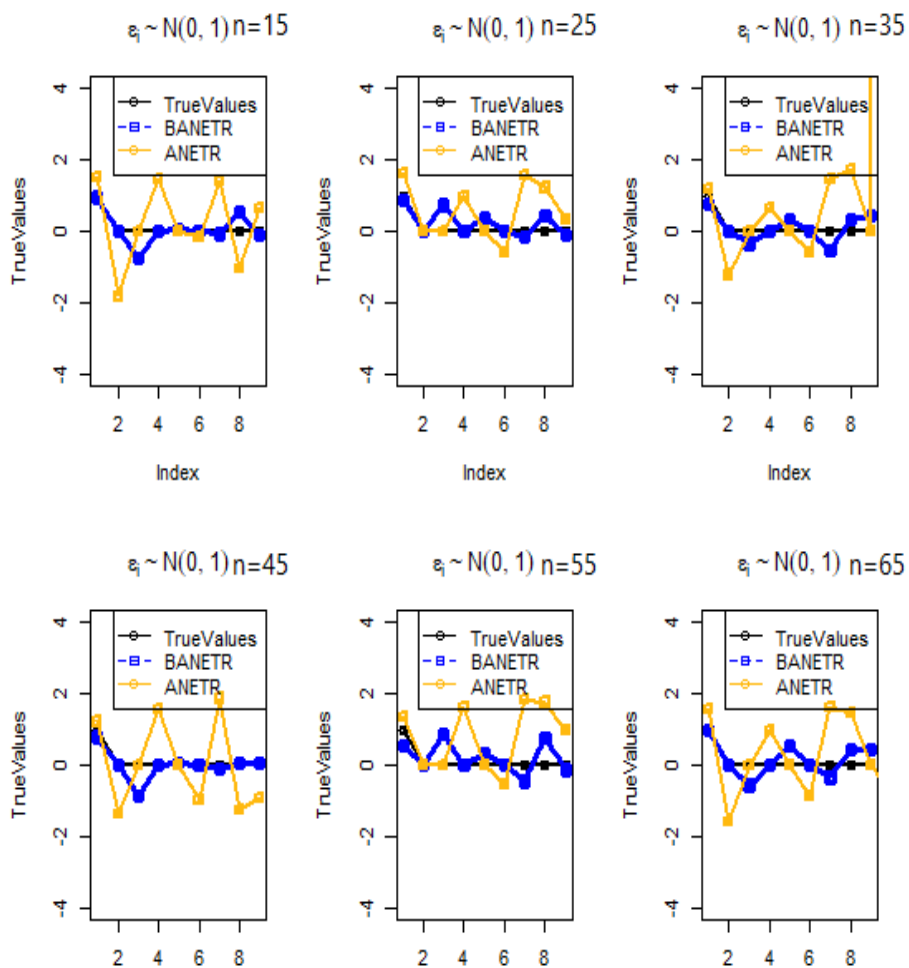 εi ~ N(0, 1) n=15
4
2
0
-2
-4
TrueValues
TrueValues
BANETR
ANETR
2 4 6 8
Index
εi ~ N(0, 1) n=25
4
2
0
-2
-4
TrueValues
TrueValues
BANETR
ANETR
2 4 6 8
Index
εi ~ N(0, 1) n=35
4
2
0
-2
-4
TrueValues
TrueValues
BANETR
ANETR
2 4 6 8
Index
εi ~ N(0, 1) n=45
4
2
0
-2
-4
TrueValues
TrueValues
BANETR
ANETR
2 4 6 8
εi ~ N(0, 1) n=55
4
2
0
-2
-4
TrueValues
TrueValues
BANETR
ANETR
2 4 6 8
εi ~ N(0, 1) n=65
4
2
0
-2
-4
TrueValues
TrueValues
BANETR
ANETR
2 4 6 8